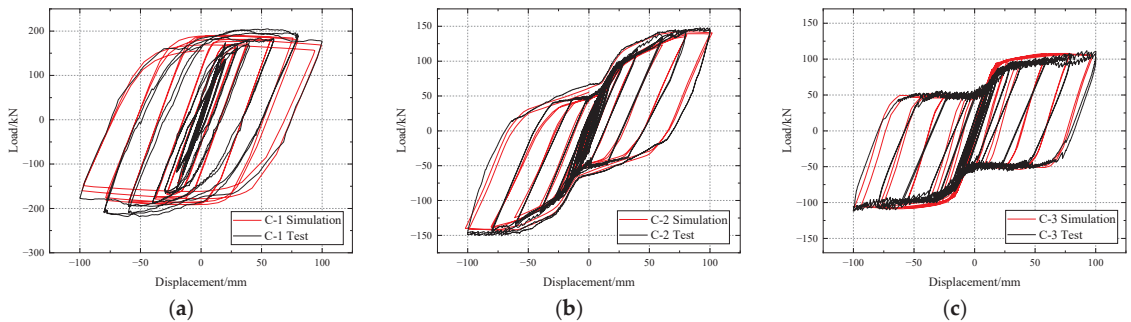 200
100
0
−100
−200
−300
Load/kN
−100 −50 0 50 100
Displacement/mm
C-1 Simulation
C-1 Test
(a)
150
100
50
0
−50
−100
−150
Load/kN
−100 −50 0 50 100
Displacement/mm
C-2 Simulation
C-2 Test
(b)
150
100
50
0
−50
−100
−150
Load/kN
−100 −50 0 50 100
Displacement/mm
C-3 Simulation
C-3 Test
(c)